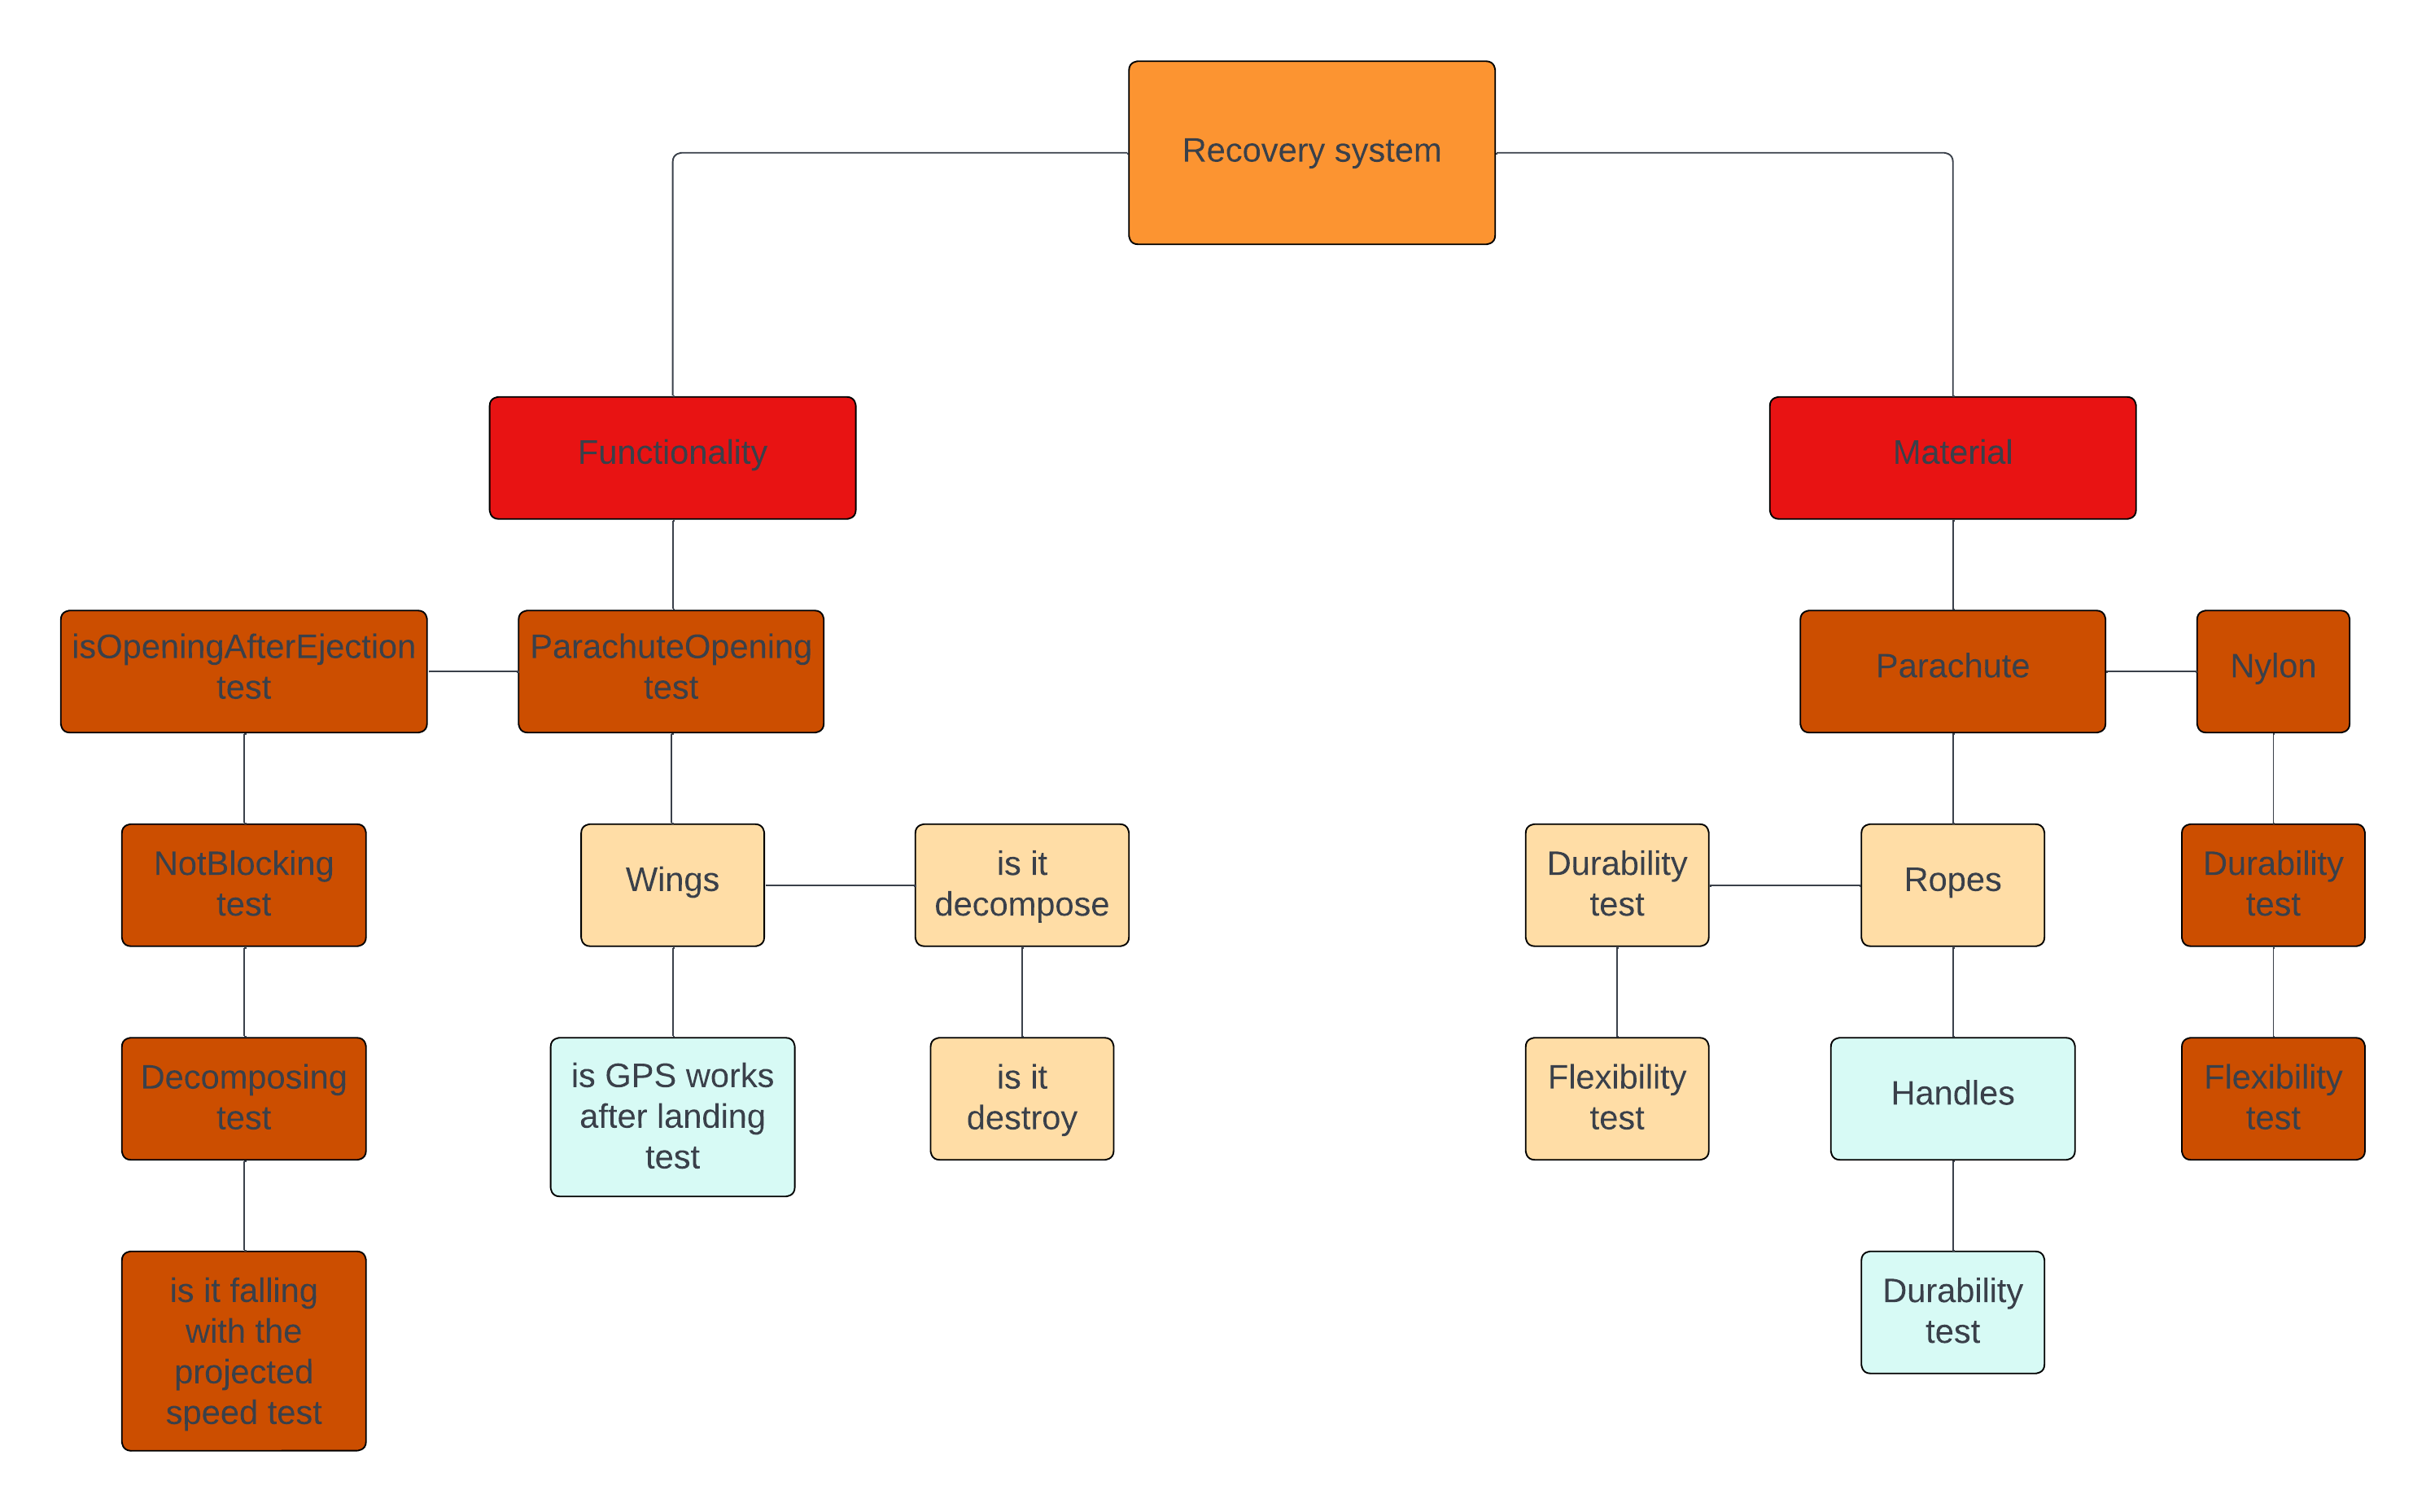 Recovery system
Functionality
Material
isOpeningAfterEjection
test
ParachuteOpening
test
Parachute
Nylon
NotBlocking
test
Wings
is it
decompose
Durability
test
Ropes
Durability
test
Decomposing
test
is GPS works
after landing
test
is it
destroy
Flexibility
test
Handles
Flexibility
test
is it falling
with the
projected
speed test
Durability
test